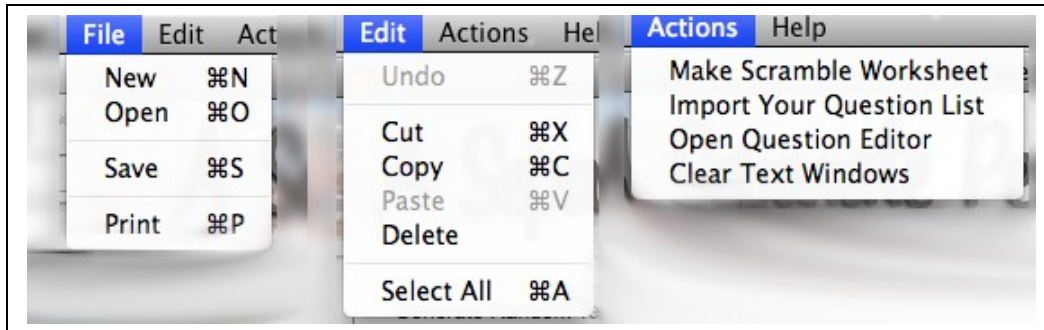 File Edit Act
New ⌘N
Open ⌘O
Save ⌘S
Print ⌘P
Edit Actions Hel
Undo ⌘Z
Cut ⌘X
Copy ⌘C
Paste ⌘V
Delete
Select All ⌘A
Actions Help
Make Scramble Worksheet
Import Your Question List
Open Question Editor
Clear Text Windows